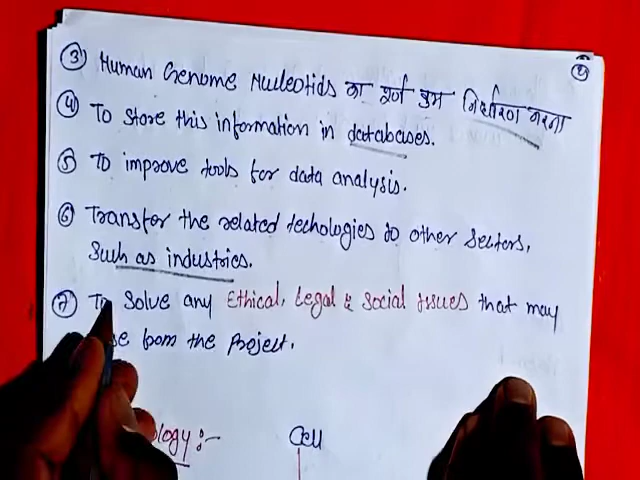 ③ Human Genome Nucleotids का पूर्ण क्रम निर्धारण करना
④ To store this information in databases.
⑤ To improve tools for data analysis.
⑥ Transfer the related techologies to other sectors,
Such as industries.
⑦ To Solve any Ethical, Legal & Social Issues that may
se from the Project.
ology :-
Cell